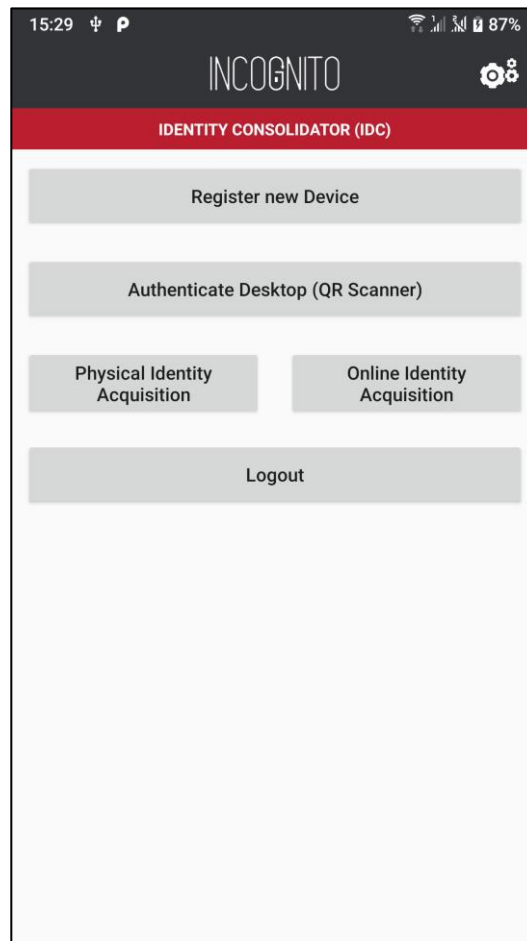 15:29 87%
INCOGNITO
IDENTITY CONSOLIDATOR (IDC)
Register new Device
Authenticate Desktop (QR Scanner)
Physical Identity
Acquisition
Online Identity
Acquisition
Logout